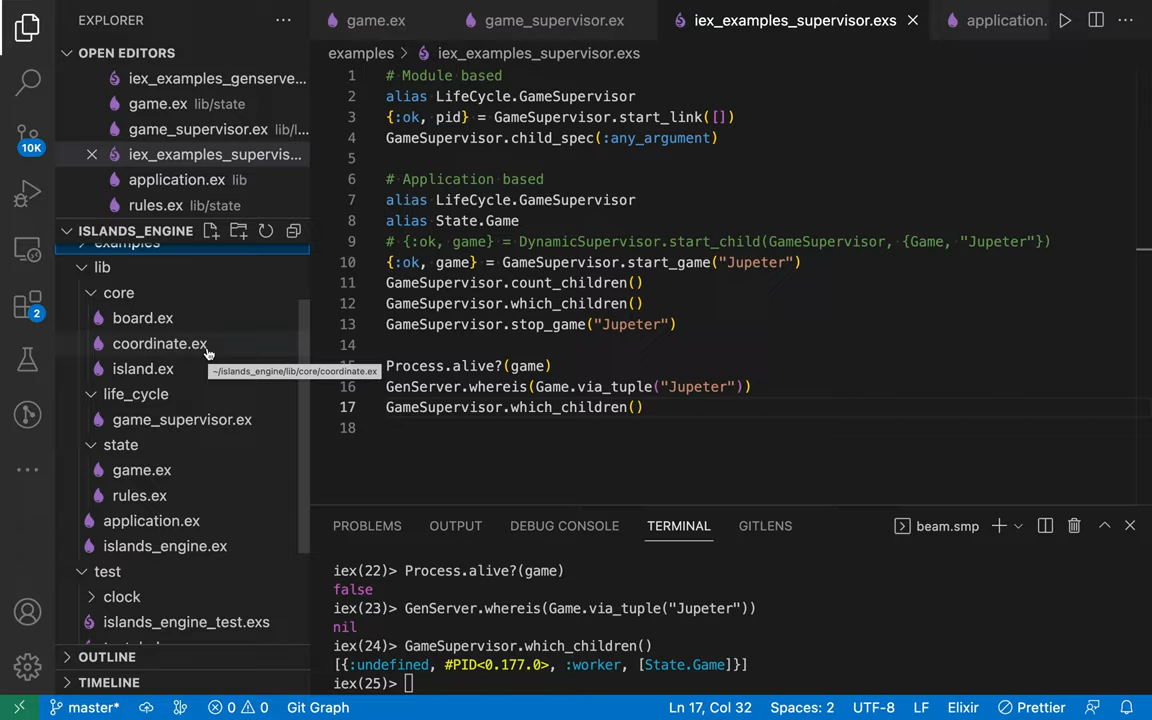 EXPLORER
OPEN EDITORS
iex_examples_genserve...
game.ex lib/state
game_supervisor.ex lib/l...
iex_examples_supervis...
application.ex lib
rules.ex lib/state
ISLANDS_ENGINE
examples
lib
core
board.ex
coordinate.ex
island.ex
~/islands_engine/lib/core/coordinate.ex
life_cycle
game_supervisor.ex
state
game.ex
rules.ex
application.ex
islands_engine.ex
test
clock
islands_engine_test.exs
OUTLINE
TIMELINE
10K
2
game.ex
game_supervisor.ex
iex_examples_supervisor.exs
application.
examples > iex_examples_supervisor.exs
1 # Module based
2 alias LifeCycle.GameSupervisor
3 {:ok, pid} = GameSupervisor.start_link([])
4 GameSupervisor.child_spec(:any_argument)
5
6 # Application based
7 alias LifeCycle.GameSupervisor
8 alias State.Game
9 # {:ok, game} = DynamicSupervisor.start_child(GameSupervisor, {Game, "Jupeter"})
10 {:ok, game} = GameSupervisor.start_game("Jupeter")
11 GameSupervisor.count_children()
12 GameSupervisor.which_children()
13 GameSupervisor.stop_game("Jupeter")
14
15 Process.alive?(game)
16 GenServer.whereis(Game.via_tuple("Jupeter"))
17 GameSupervisor.which_children()
18
PROBLEMS OUTPUT DEBUG CONSOLE TERMINAL GITLENS
beam.smp
iex(22)> Process.alive?(game)
false
iex(23)> GenServer.whereis(Game.via_tuple("Jupeter"))
nil
iex(24)> GameSupervisor.which_children()
[{:undefined, #PID<0.177.0>, :worker, [State.Game]}]
iex(25)>
master* 0 0 Git Graph Ln 17, Col 32 Spaces: 2 UTF-8 LF Elixir Prettier